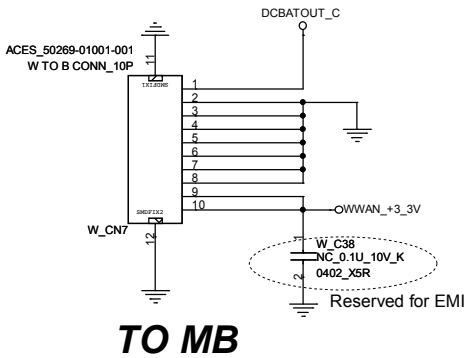 DCBATOUT_C
ACES_50269-01001-001
W TO B CONN_10P
11
SMDFIX1
1
2
3
4
5
6
7
8
9
10
SMDFIX2
WWAN_+3_3V
W_CN7
12
1
W_C38
NC_0.1U_10V_K
2
0402_X5R
Reserved for EMI
TO MB